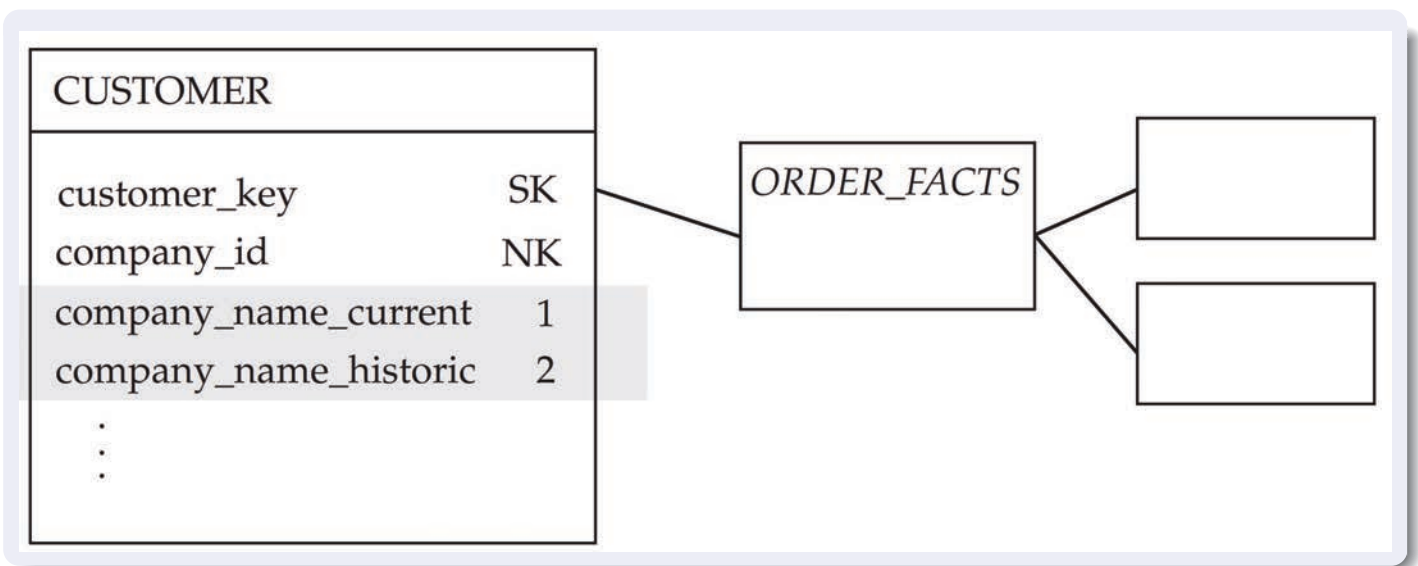 CUSTOMER
customer_key SK
company_id NK
company_name_current 1
company_name_historic 2
.
.
.
ORDER_FACTS